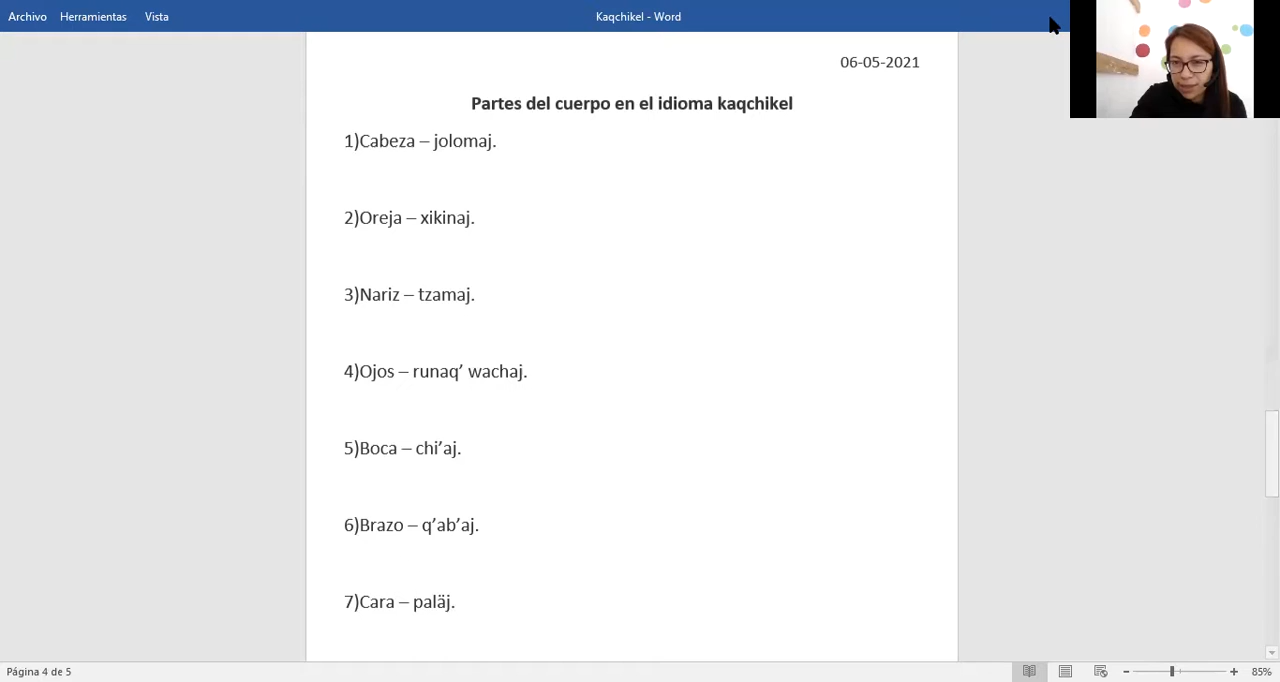 Archivo Herramientas Vista Kaqchikel - Word
06-05-2021
Partes del cuerpo en el idioma kaqchikel
1)Cabeza – jolomaj.
2)Oreja – xikinaj.
3)Nariz – tzamaj.
4)Ojos – runaq’ wachaj.
5)Boca – chi’aj.
6)Brazo – q’ab’aj.
7)Cara – paläj.
Página 4 de 5 85%